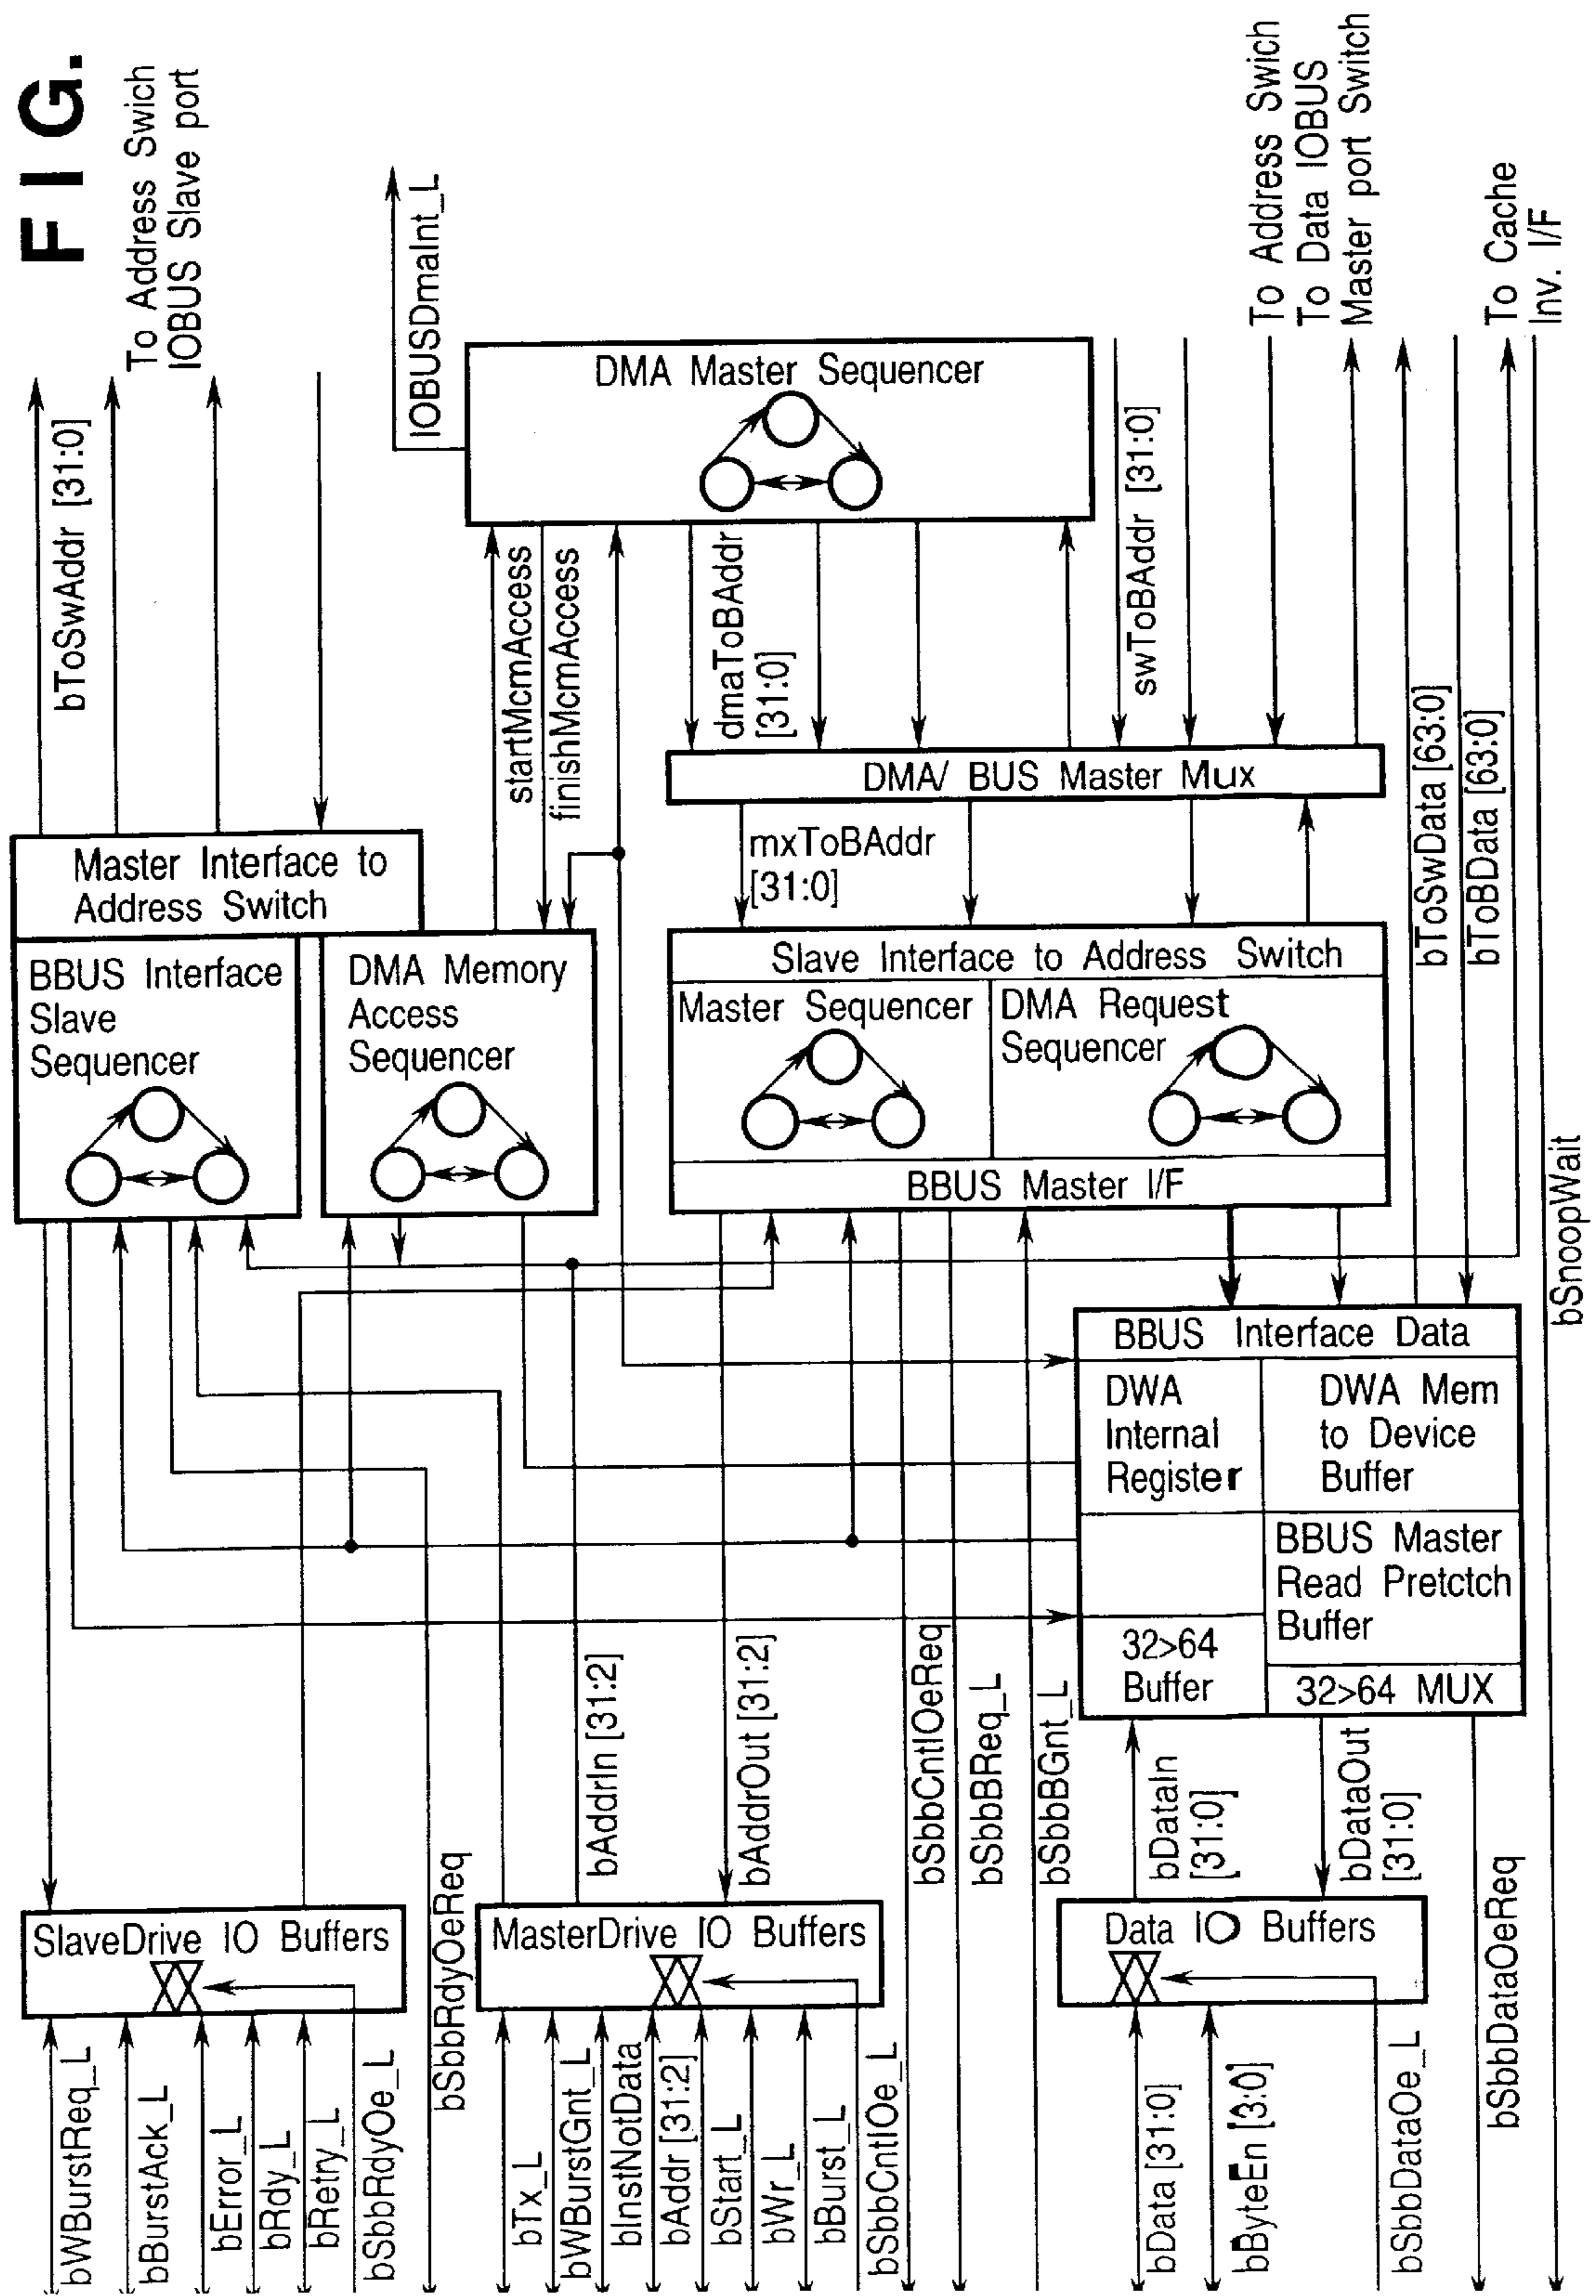 FIG.
To Address Swich
IOBUS Slave port
bToSwAddr [31:0]
IOBUSDmaInt_L
DMA Master Sequencer
startMcmAccess
finishMcmAccess
dmaToBAddr
[31:0]
swToBAddr [31:0]
To Address Swich
To Data IOBUS
Master port Switch
To Cache
Inv. I/F
DMA/ BUS Master Mux
mxToBAddr
[31:0]
bToSwData [63:0]
bToBData [63:0]
Master Interface to
Address Switch
BBUS Interface
Slave
Sequencer
DMA Memory
Access
Sequencer
Slave Interface to Address Switch
Master Sequencer
DMA Request
Sequencer
BBUS Master I/F
bSnoopWait
BBUS Interface Data
DWA
Internal
Register
DWA Mem
to Device
Buffer
BBUS Master
Read Pretctch
Buffer
32>64
Buffer
32>64 MUX
bAddrIn [31:2]
bAddrOut [31:2]
bSbbCntlOeReq
bSbbBReq_L
bSbbBGnt_L
bDataIn
[31:0]
bDataOut
[31:0]
SlaveDrive IO Buffers
bSbbRdyOeReq
MasterDrive IO Buffers
Data IO Buffers
bSbbDataOeReq
bWBurstReq_L
bBurstAck_L
bError_L
bRdy_L
bRetry_L
bSbbRdyOe_L
bTx_L
bWBurstGnt_L
bInstNotData
bAddr [31:2]
bStart_L
bWr_L
bBurst_L
bSbbCntlOe_L
bData [31:0]
bByteEn [3:0]
bSbbDataOe_L